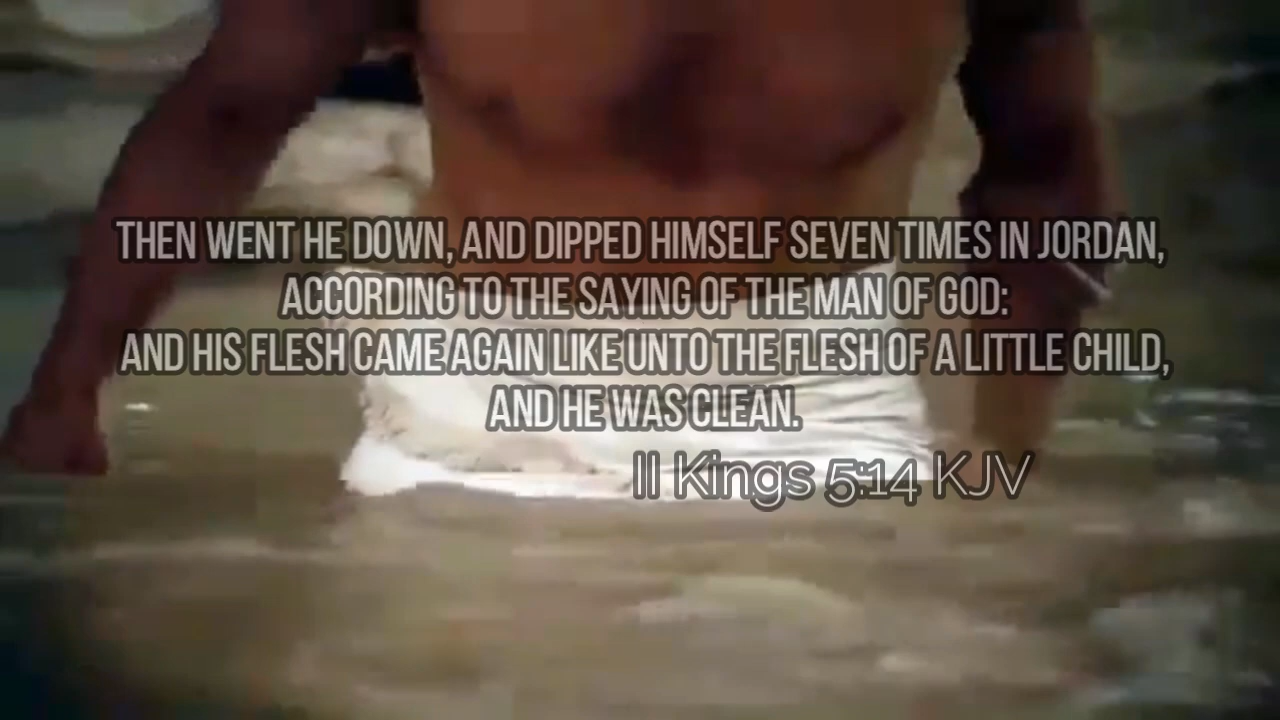 THEN WENT HE DOWN, AND DIPPED HIMSELF SEVEN TIMES IN JORDAN,
ACCORDING TO THE SAYING OF THE MAN OF GOD:
AND HIS FLESH CAME AGAIN LIKE UNTO THE FLESH OF A LITTLE CHILD,
AND HE WAS CLEAN.
II Kings 5:14 KJV